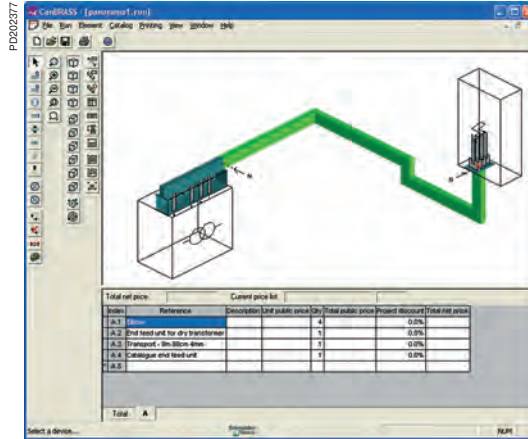 PD202377
CanBRASS - [panorama1.run]
File Run Element Catalog Printing View Window Help
Total net price Current price list
Index Reference Description Unit public price Qty Total public price Project discount Total net price
A.1 Elbow 4 0.0%
A.2 End feed unit for dry transformer 1 0.0%
A.3 Transport - 9m-88cm-4mm 1 0.0%
A.4 Catalogue end feed unit 1 0.0%
A.5
Total A
Select a device... NUM